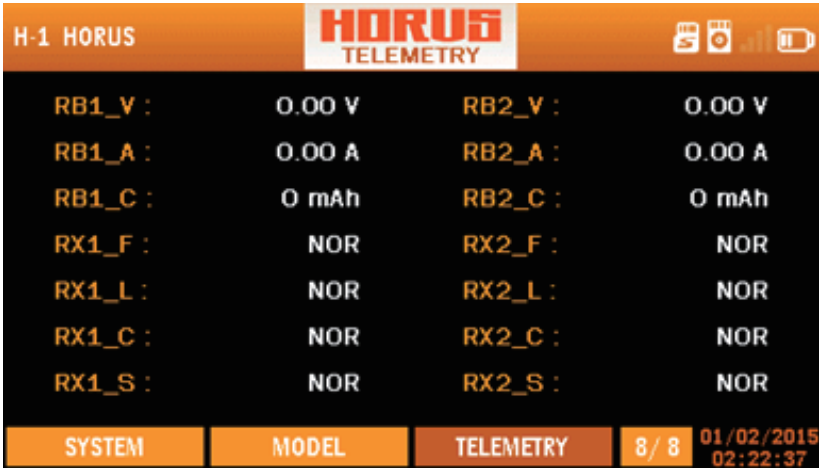 H-1 HORUS
HORUS
TELEMETRY
RB1_V : 0.00 V RB2_V : 0.00 V
RB1_A : 0.00 A RB2_A : 0.00 A
RB1_C : 0 mAh RB2_C : 0 mAh
RX1_F : NOR RX2_F : NOR
RX1_L : NOR RX2_L : NOR
RX1_C : NOR RX2_C : NOR
RX1_S : NOR RX2_S : NOR
SYSTEM MODEL TELEMETRY 8/ 8 01/02/2015
02:22:37